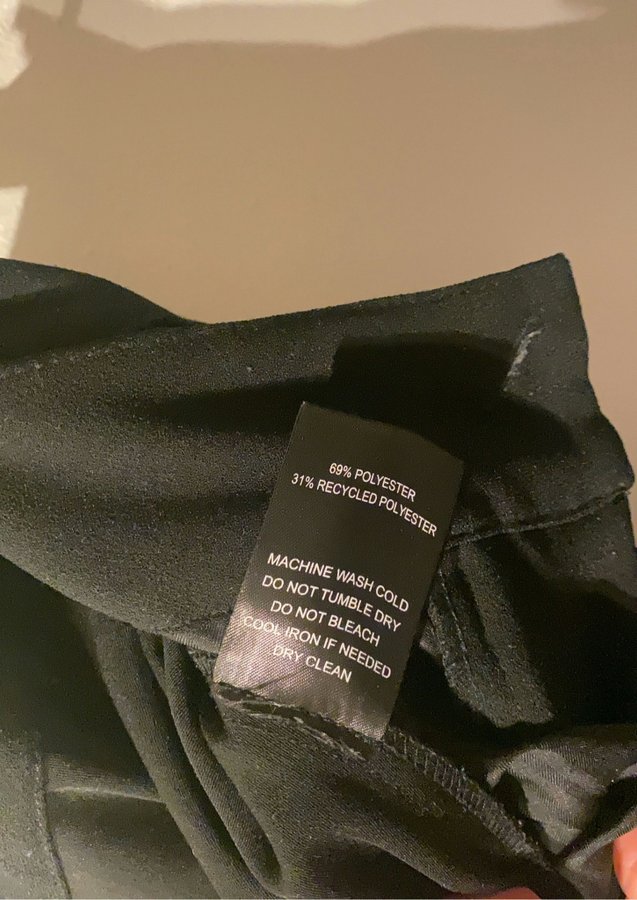 69% POLYESTER
31% RECYCLED POLYESTER
MACHINE WASH COLD
DO NOT TUMBLE DRY
DO NOT BLEACH
COOL IRON IF NEEDED
DRY CLEAN